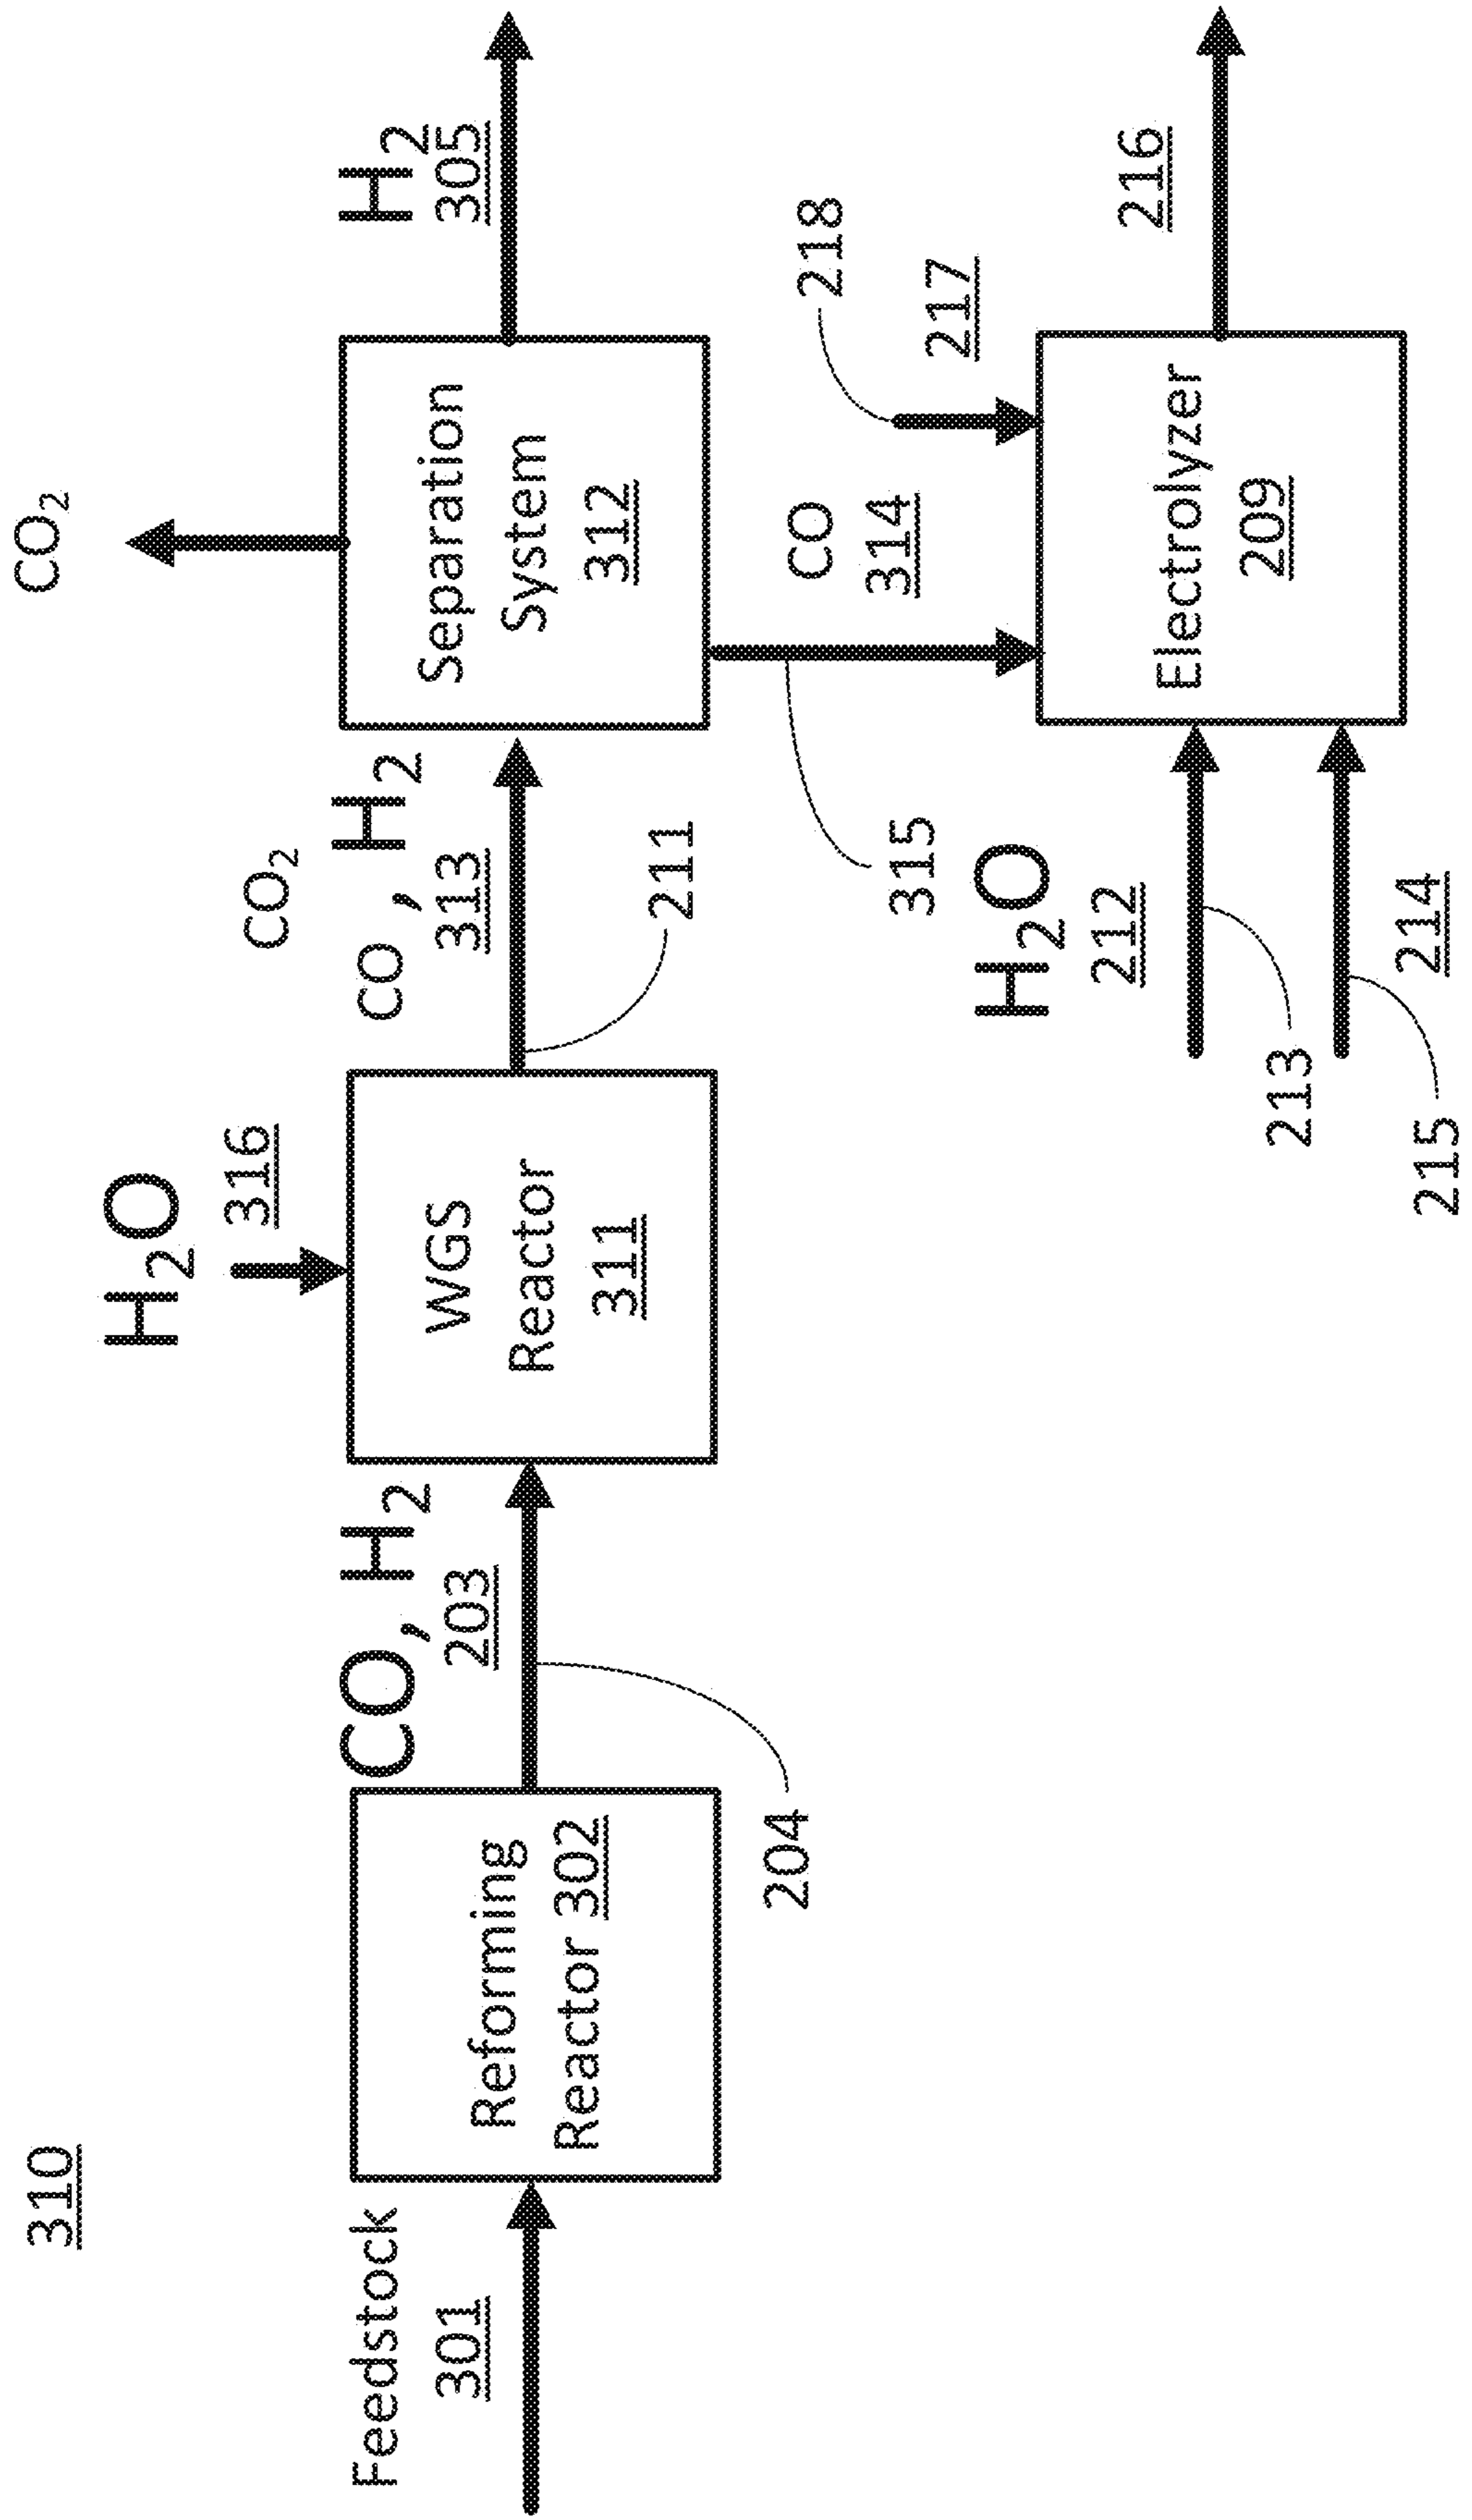 310
Feedstock
301
Reforming
Reactor 302
CO, H2
203
204
H2O
316
WGS
Reactor
311
CO2
CO, H2
313
211
CO2
Separation
System
312
H2
305
CO
314
315
218
217
H2O
212
213
214
215
Electrolyzer
209
216